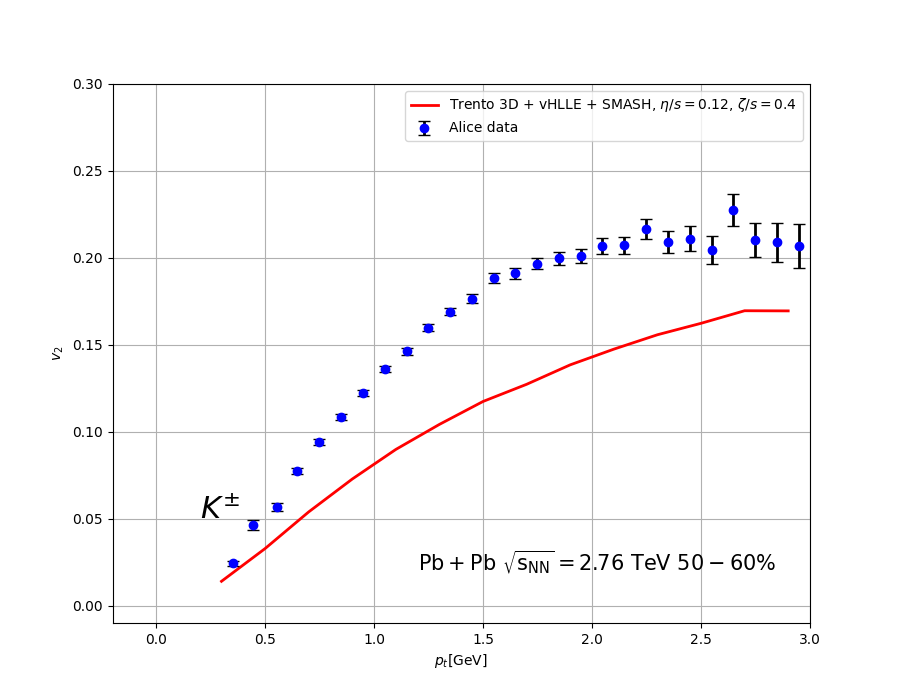 0.30
Trento 3D + vHLLE + SMASH, η/s = 0.12, ζ/s = 0.4
Alice data
0.25
0.20
0.15
v₂
0.10
K±
0.05
Pb + Pb √sNN = 2.76 TeV 50 − 60%
0.00
0.0 0.5 1.0 1.5 2.0 2.5 3.0
pt[GeV]